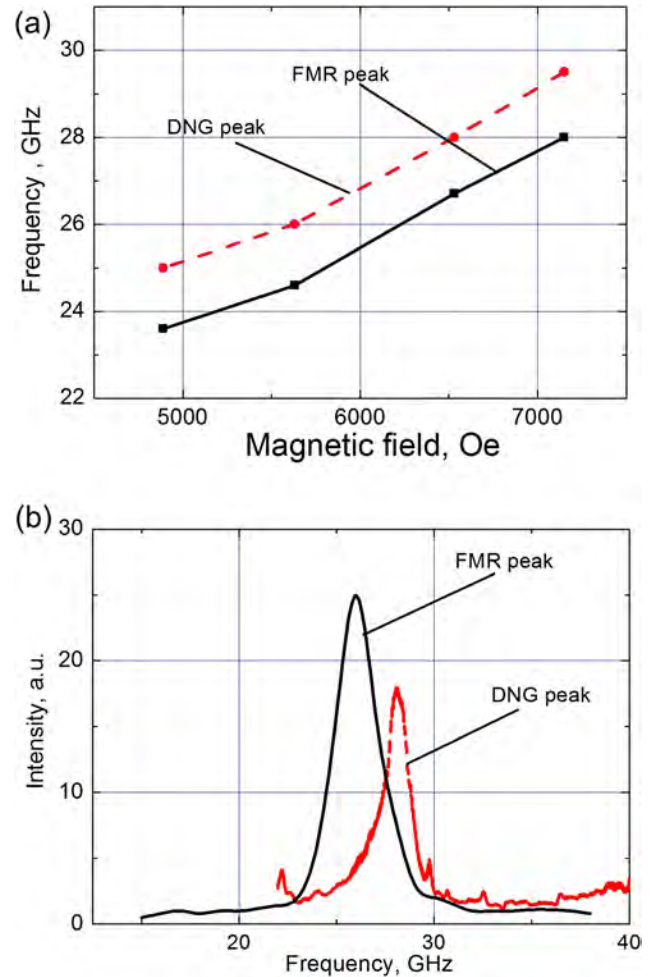 (a)
30
FMR peak
DNG peak
28
26
24
22
Frequency , GHz
5000 6000 7000
Magnetic field, Oe
(b)
30
FMR peak
20
DNG peak
10
0
Intensity, a.u.
20 30 40
Frequency, GHz